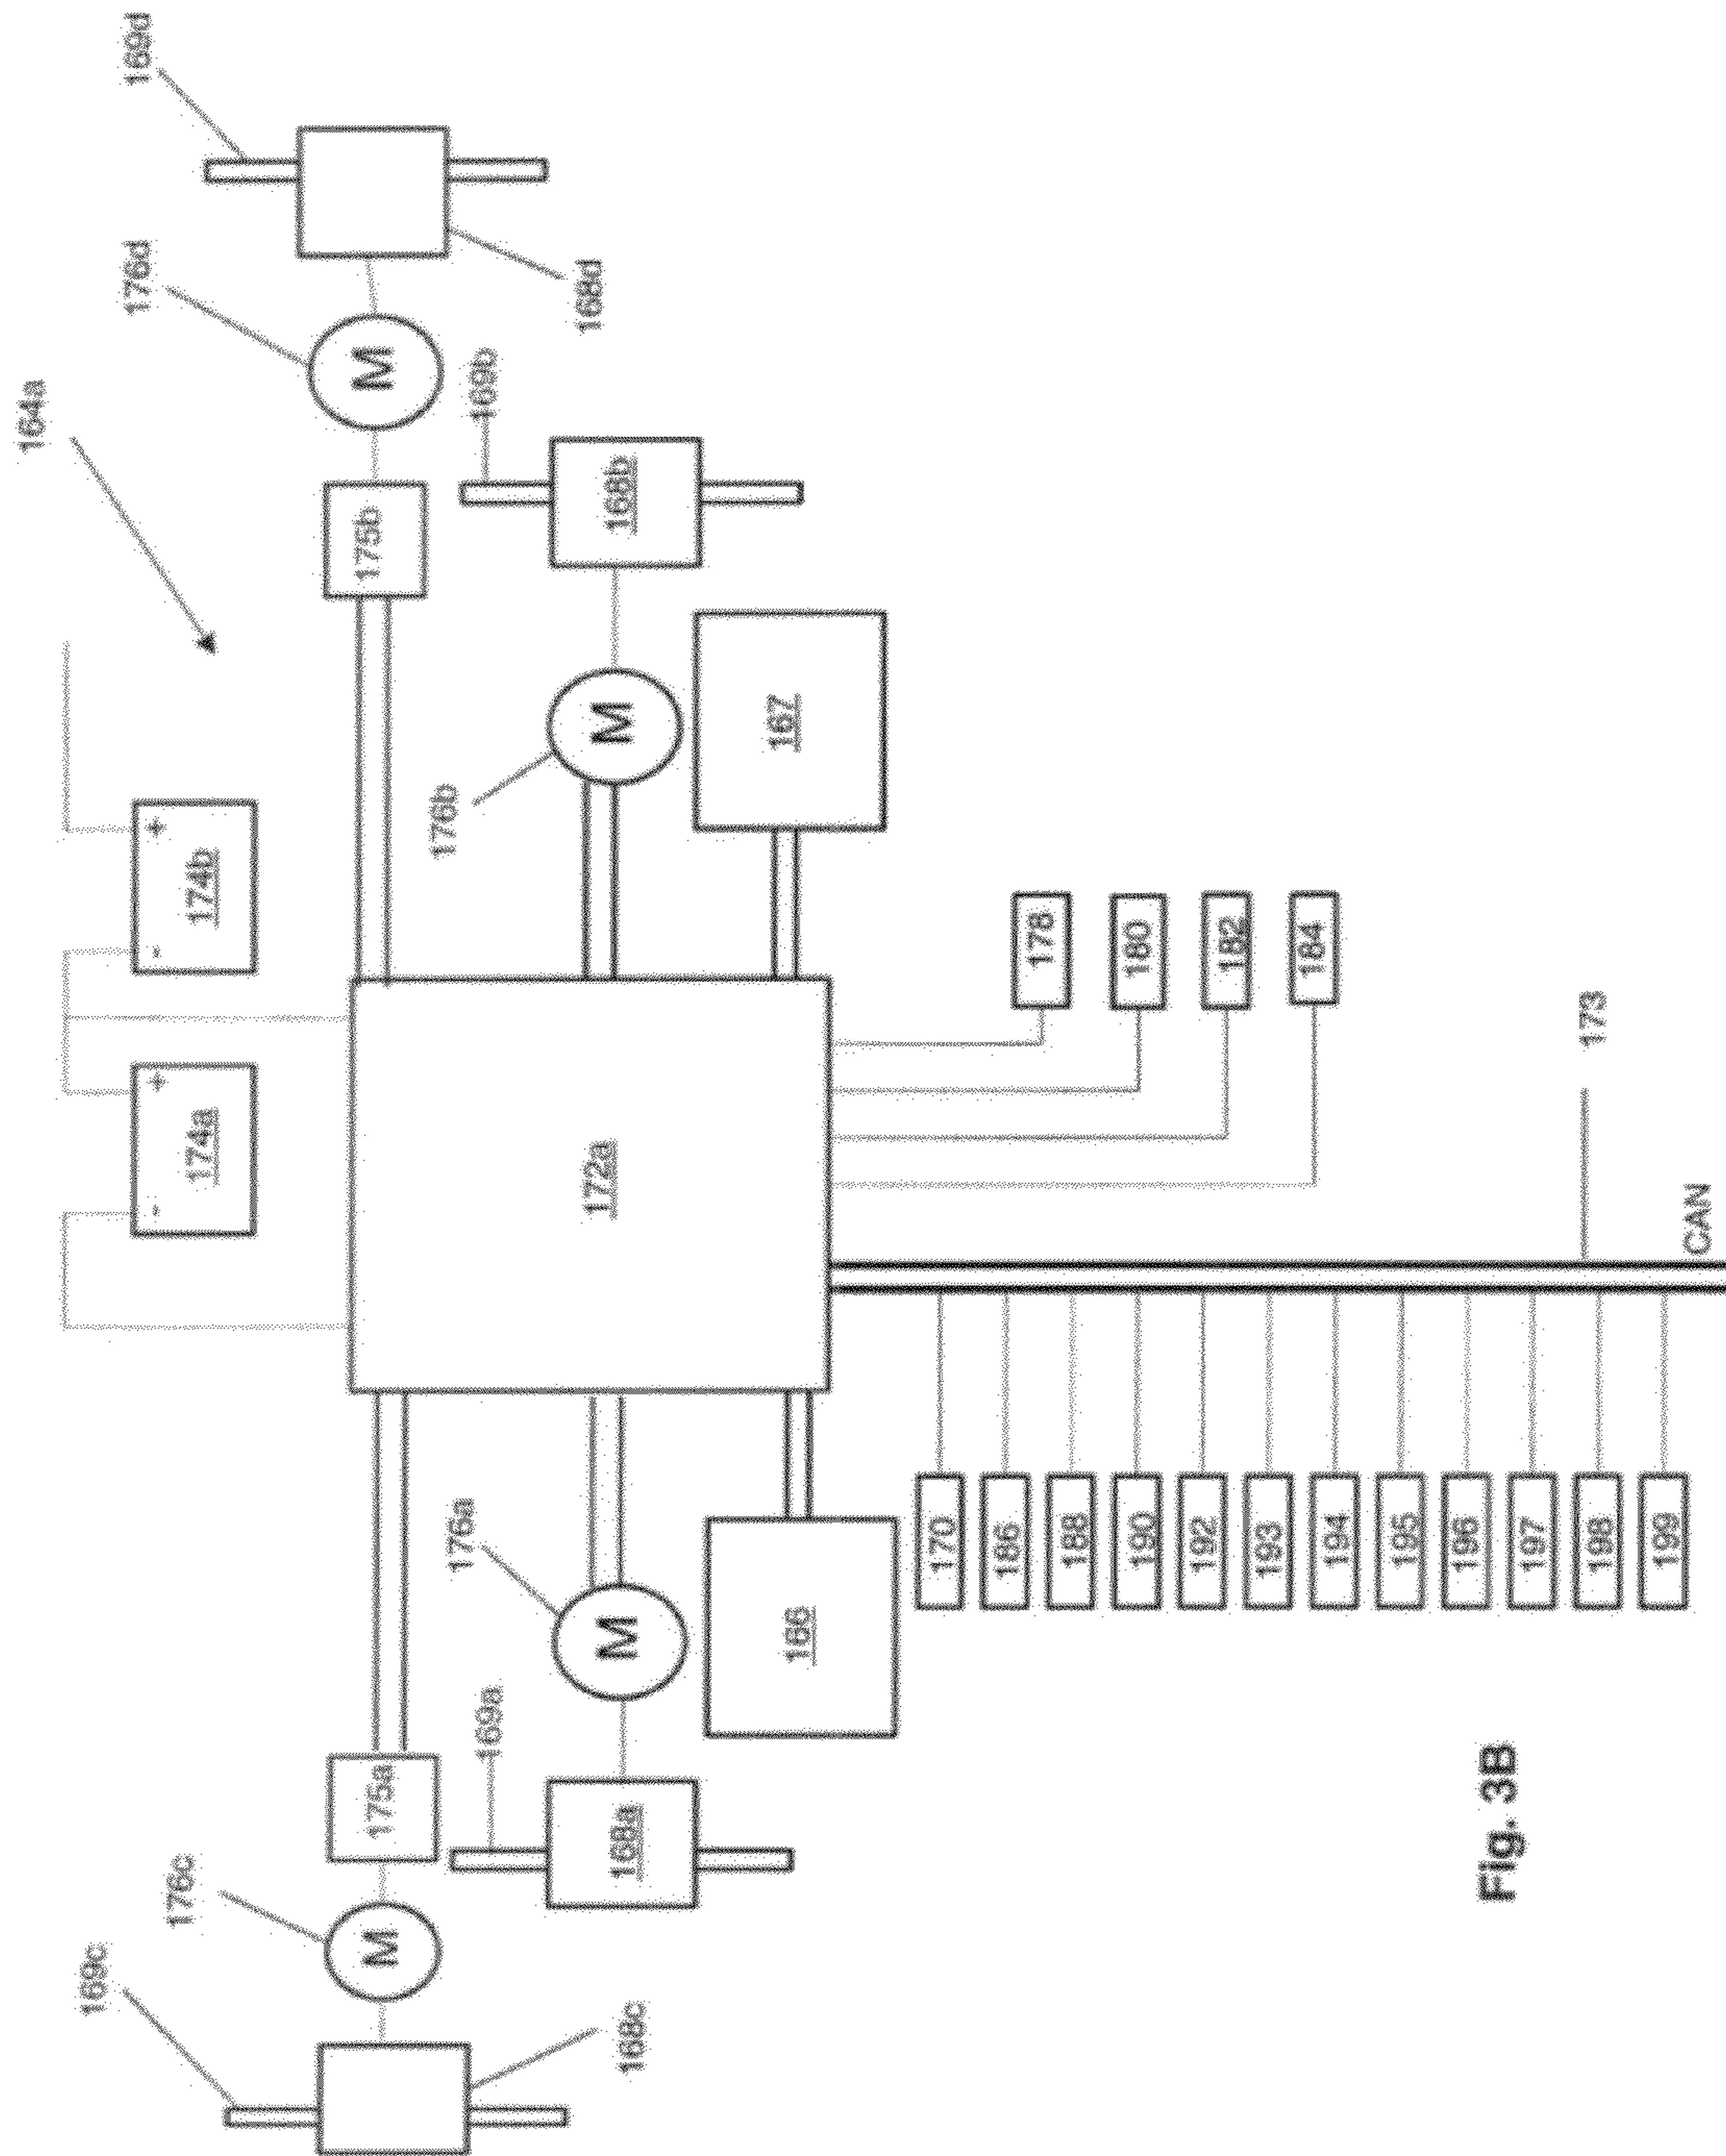 164a
174a
-
+
174b
-
+
169c
176c
169d
176d
175a
175b
168c
169a
176a
176b
169b
168d
M
M
168a
M
172a
M
168b
166
167
170
186
188
190
192
193
194
195
196
197
198
199
178
180
182
184
173
CAN
Fig. 3B